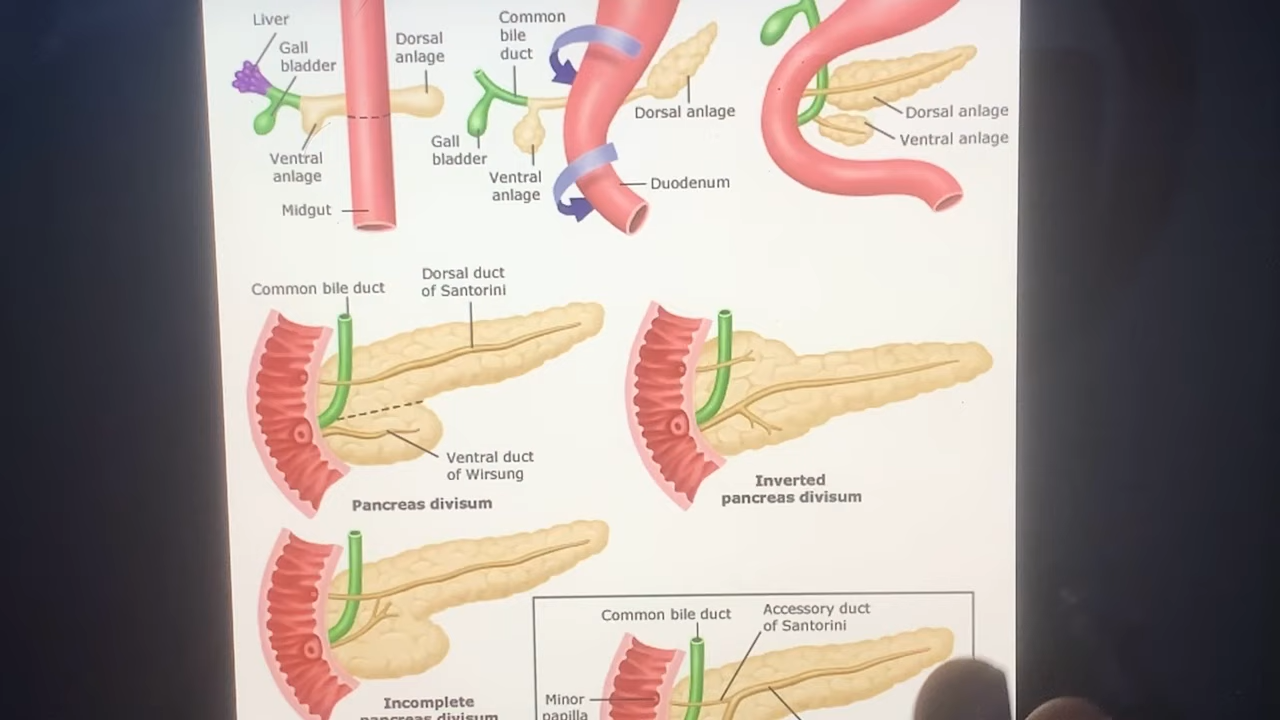 Liver
Gall
bladder
Dorsal
anlage
Ventral
anlage
Midgut
Common
bile
duct
Dorsal anlage
Gall
bladder
Ventral
anlage
Duodenum
Dorsal anlage
Ventral anlage
Common bile duct
Dorsal duct
of Santorini
Ventral duct
of Wirsung
Pancreas divisum
Inverted
pancreas divisum
Incomplete
pancreas divisum
Common bile duct
Accessory duct
of Santorini
Minor
papilla